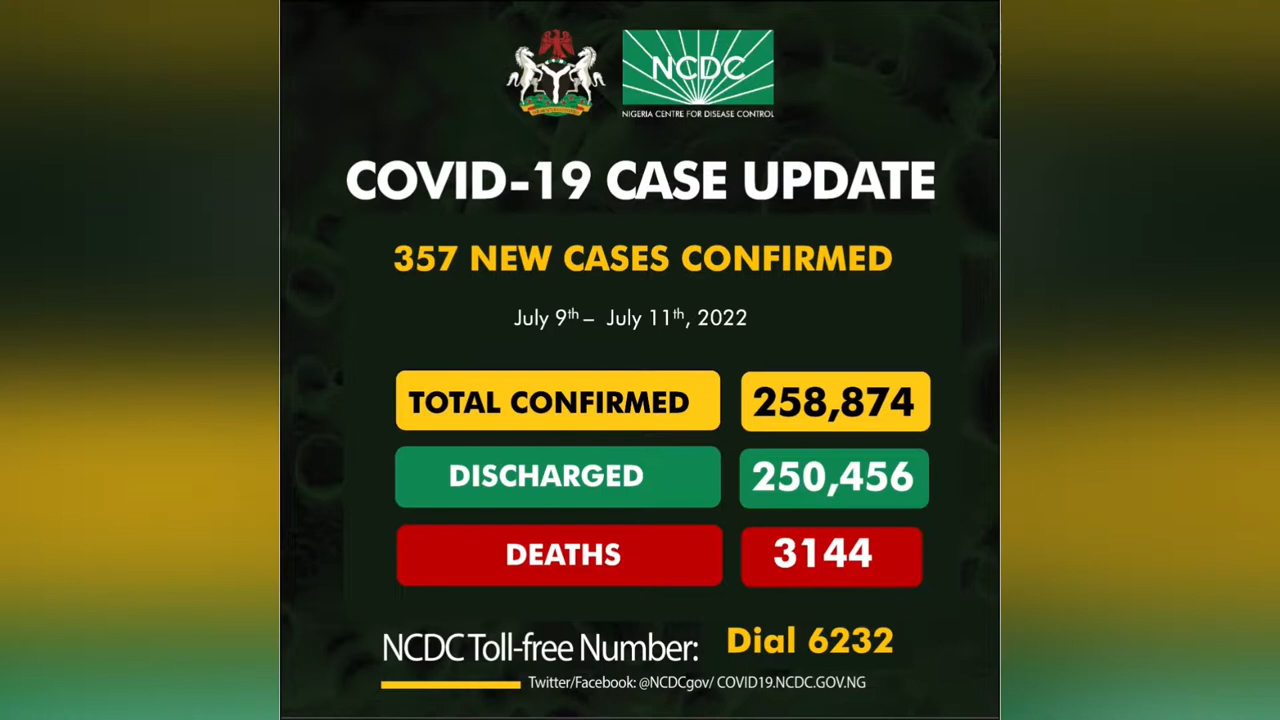 NCDC
NIGERIA CENTRE FOR DISEASE CONTROL
COVID-19 CASE UPDATE
357 NEW CASES CONFIRMED
July 9th – July 11th, 2022
TOTAL CONFIRMED 258,874
DISCHARGED 250,456
DEATHS 3144
NCDC Toll-free Number: Dial 6232
Twitter/Facebook: @NCDCgov/ COVID19.NCDC.GOV.NG